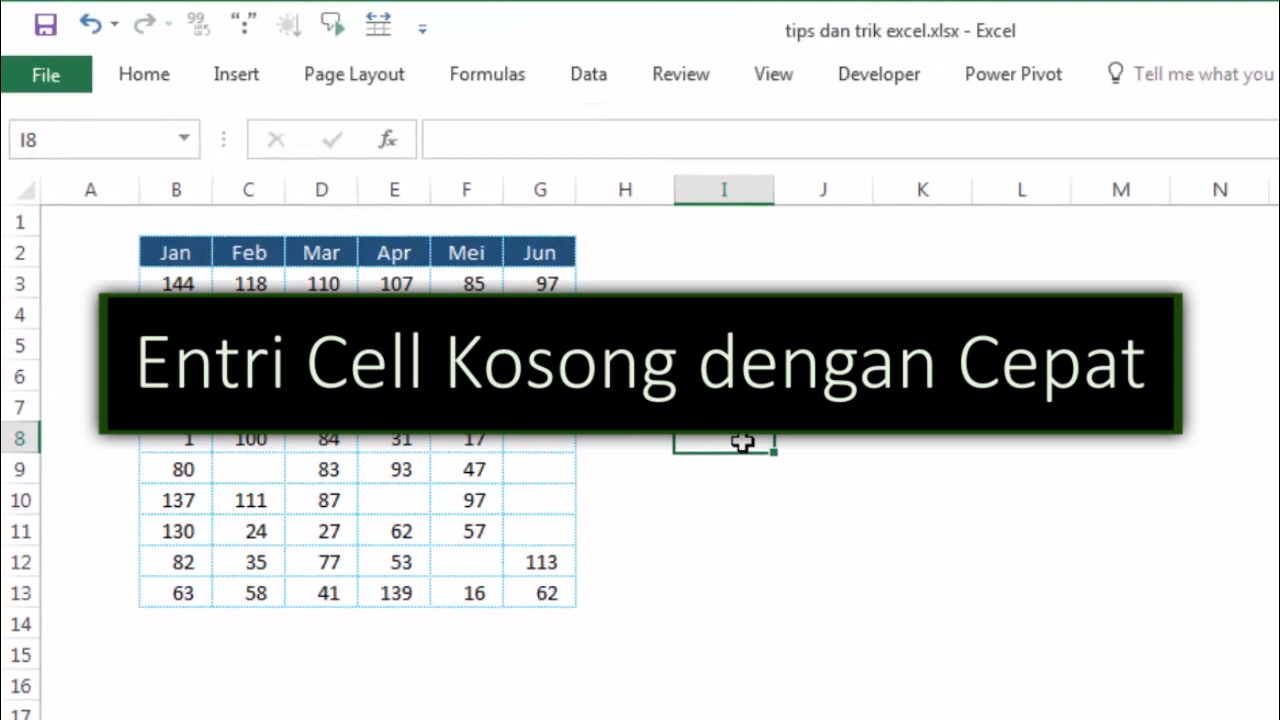 tips dan trik excel.xlsx - Excel
File Home Insert Page Layout Formulas Data Review View Developer Power Pivot Tell me what you
I8 fx
A B C D E F G H I J K L M N
1
2 Jan Feb Mar Apr Mei Jun
3 144 118 110 107 85 97
4
5
6
7
Entri Cell Kosong dengan Cepat
8 1 100 84 31 17
9 80 83 93 47
10 137 111 87 97
11 130 24 27 62 57
12 82 35 77 53 113
13 63 58 41 139 16 62
14
15
16
17